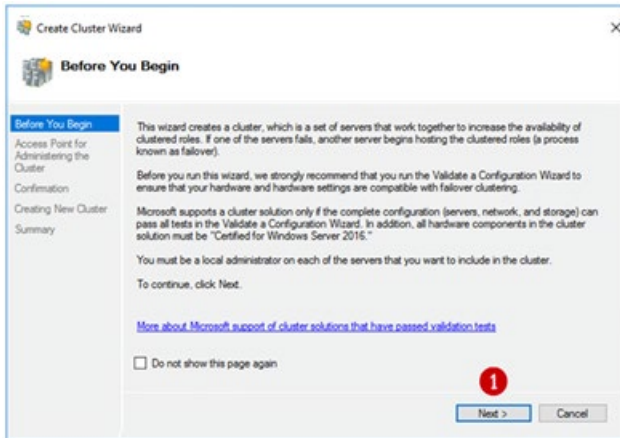 Create Cluster Wizard
Before You Begin
Before You Begin
Access Point for
Administering the
Cluster
Confirmation
Creating New Cluster
Summary
This wizard creates a cluster, which is a set of servers that work together to increase the availability of
clustered roles. If one of the servers fails, another server begins hosting the clustered roles (a process
known as failover).
Before you run this wizard, we strongly recommend that you run the Validate a Configuration Wizard to
ensure that your hardware and hardware settings are compatible with failover clustering.
Microsoft supports a cluster solution only if the complete configuration (servers, network, and storage) can
pass all tests in the Validate a Configuration Wizard. In addition, all hardware components in the cluster
solution must be "Certified for Windows Server 2016."
You must be a local administrator on each of the servers that you want to include in the cluster.
To continue, click Next.
More about Microsoft support of cluster solutions that have passed validation tests
Do not show this page again
1
Next >
Cancel